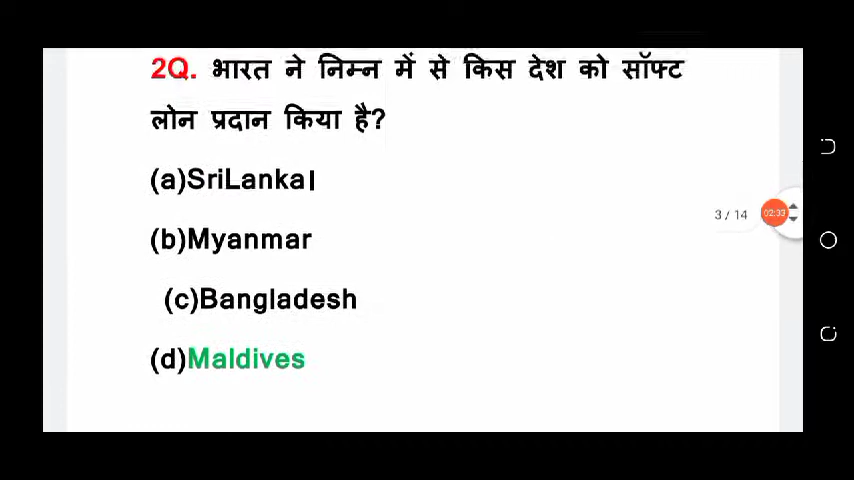 2Q. भारत ने निम्न में से किस देश को सॉफ्ट
लोन प्रदान किया है?
(a)SriLanka।
(b)Myanmar
(c)Bangladesh
(d)Maldives
3 / 14
02:33